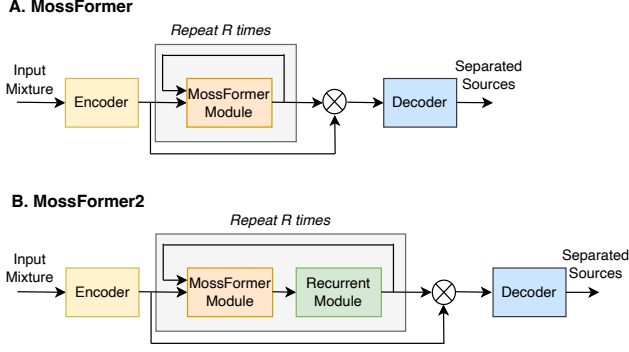 A. MossFormer
Repeat R times
Input
Mixture
Encoder
MossFormer
Module
Decoder
Separated
Sources
B. MossFormer2
Repeat R times
Input
Mixture
Encoder
MossFormer
Module
Recurrent
Module
Decoder
Separated
Sources